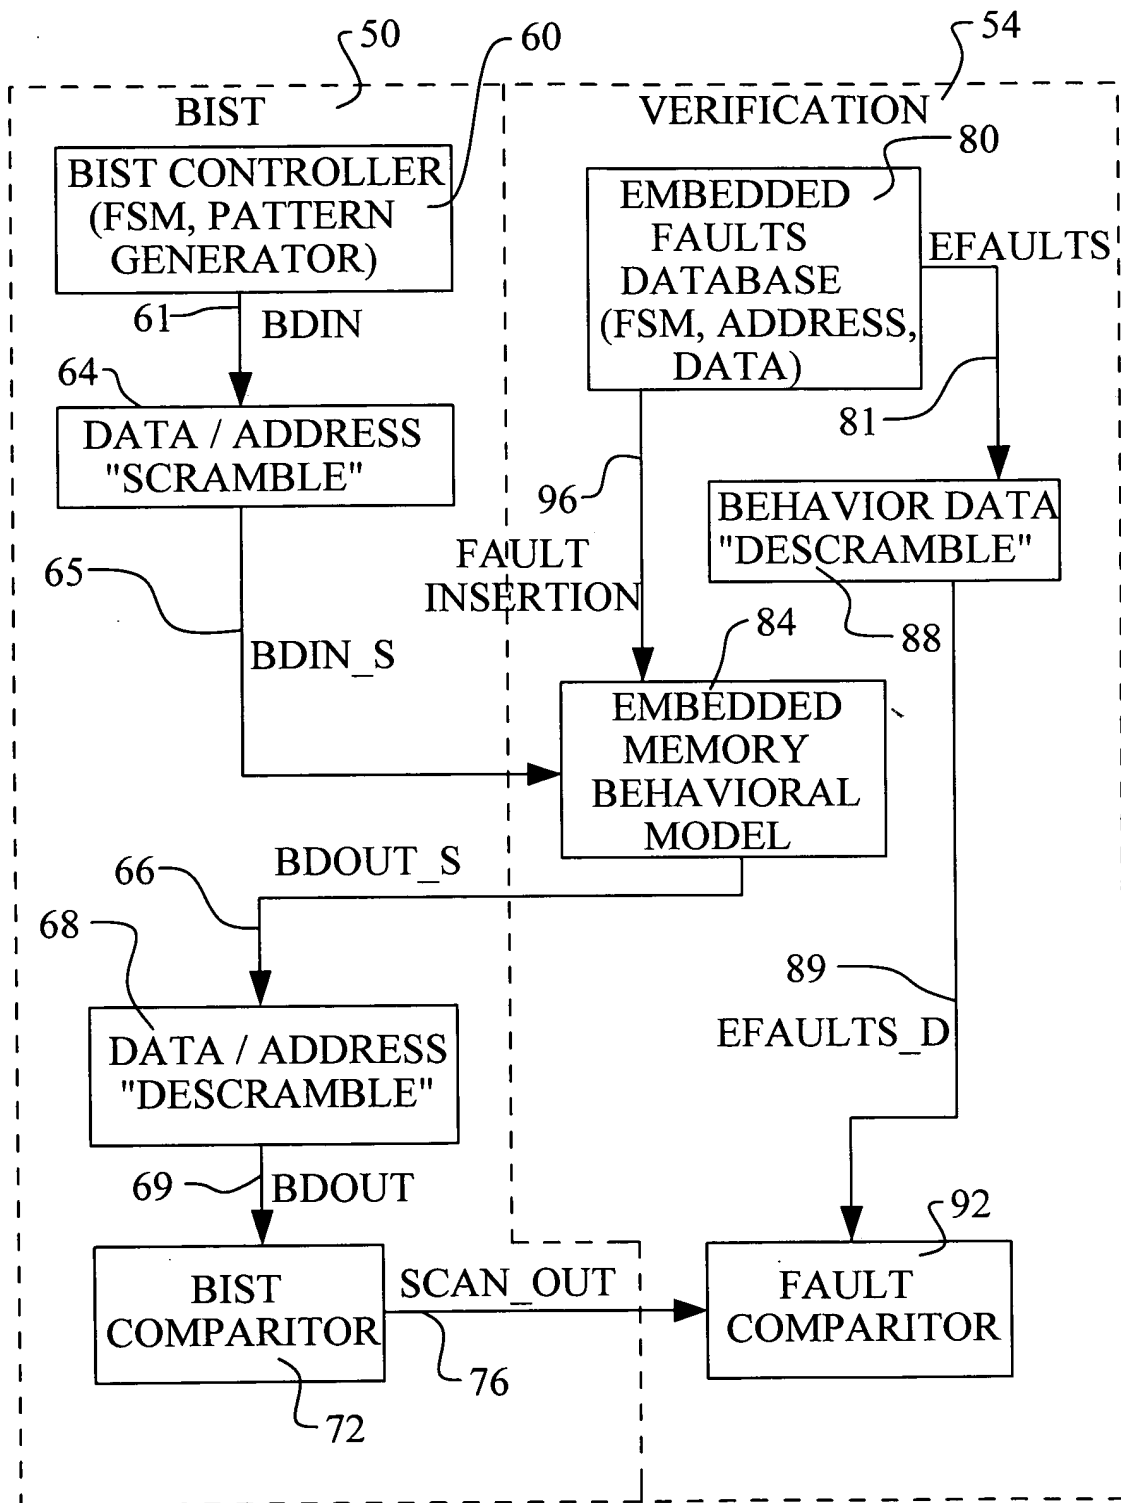 50
60
54
BIST
VERIFICATION
BIST CONTROLLER
(FSM, PATTERN
GENERATOR)
80
EMBEDDED
FAULTS
DATABASE
(FSM, ADDRESS,
DATA)
EFAULTS
61
BDIN
64
DATA / ADDRESS
"SCRAMBLE"
81
96
BEHAVIOR DATA
"DESCRAMBLE"
FAULT
INSERTION
65
BDIN_S
84
88
EMBEDDED
MEMORY
BEHAVIORAL
MODEL
BDOUT_S
66
68
89
DATA / ADDRESS
"DESCRAMBLE"
EFAULTS_D
69
BDOUT
92
BIST
COMPARITOR
SCAN_OUT
FAULT
COMPARITOR
76
72